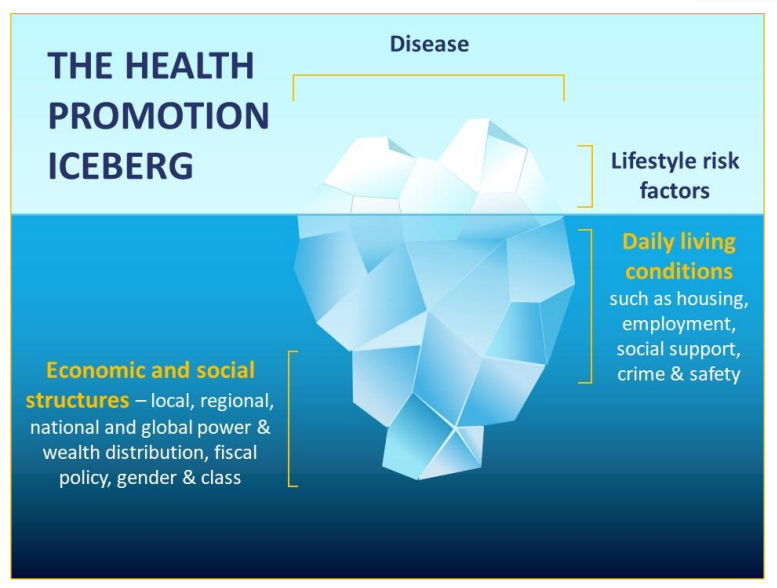 THE HEALTH
PROMOTION
ICEBERG
Disease
Lifestyle risk
factors
Daily living
conditions
such as housing,
employment,
social support,
crime & safety
Economic and social
structures – local, regional,
national and global power &
wealth distribution, fiscal
policy, gender & class